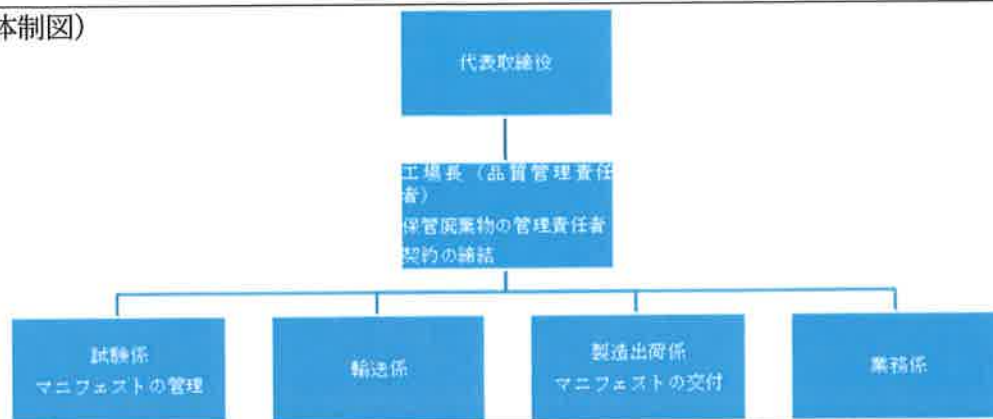 体制図）
代表取締役
工場長（品質管理責任
者）
保管廃棄物の管理責任者
契約の締結
試験係
マニフェストの管理
輸送係
製造出荷係
マニフェストの交付
業務係